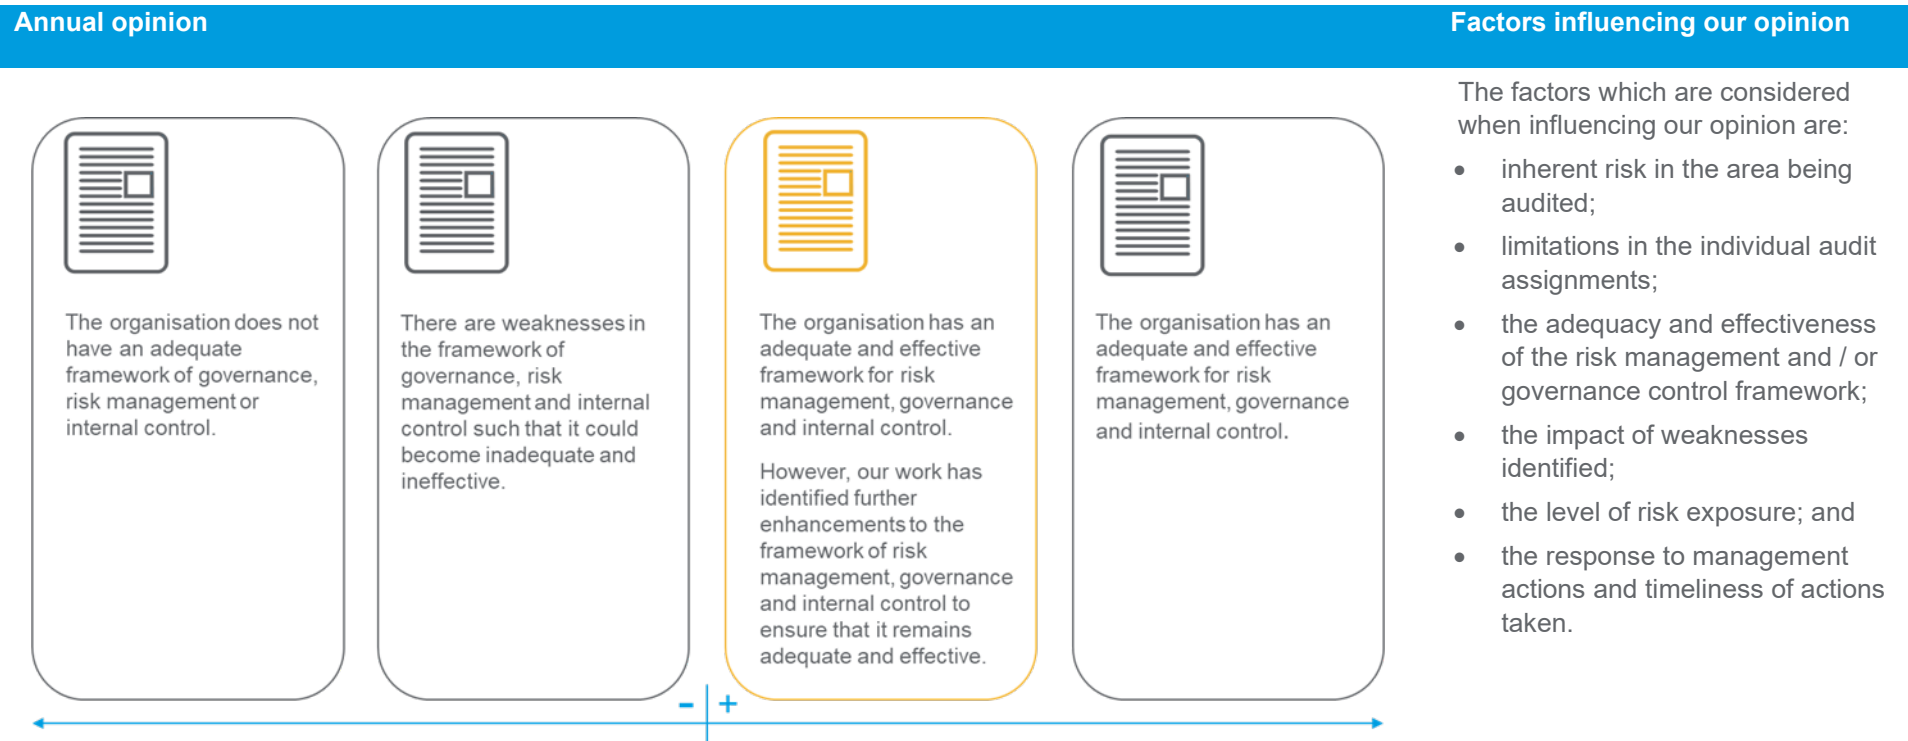 Annual opinion
Factors influencing our opinion
The organisation does not
have an adequate
framework of governance,
risk management or
internal control.
There are weaknesses in
the framework of
governance, risk
management and internal
control such that it could
become inadequate and
ineffective.
The organisation has an
adequate and effective
framework for risk
management, governance
and internal control.
However, our work has
identified further
enhancements to the
framework of risk
management, governance
and internal control to
ensure that it remains
adequate and effective.
The organisation has an
adequate and effective
framework for risk
management, governance
and internal control.
- +
The factors which are considered
when influencing our opinion are:
• inherent risk in the area being
audited;
• limitations in the individual audit
assignments;
• the adequacy and effectiveness
of the risk management and / or
governance control framework;
• the impact of weaknesses
identified;
• the level of risk exposure; and
• the response to management
actions and timeliness of actions
taken.